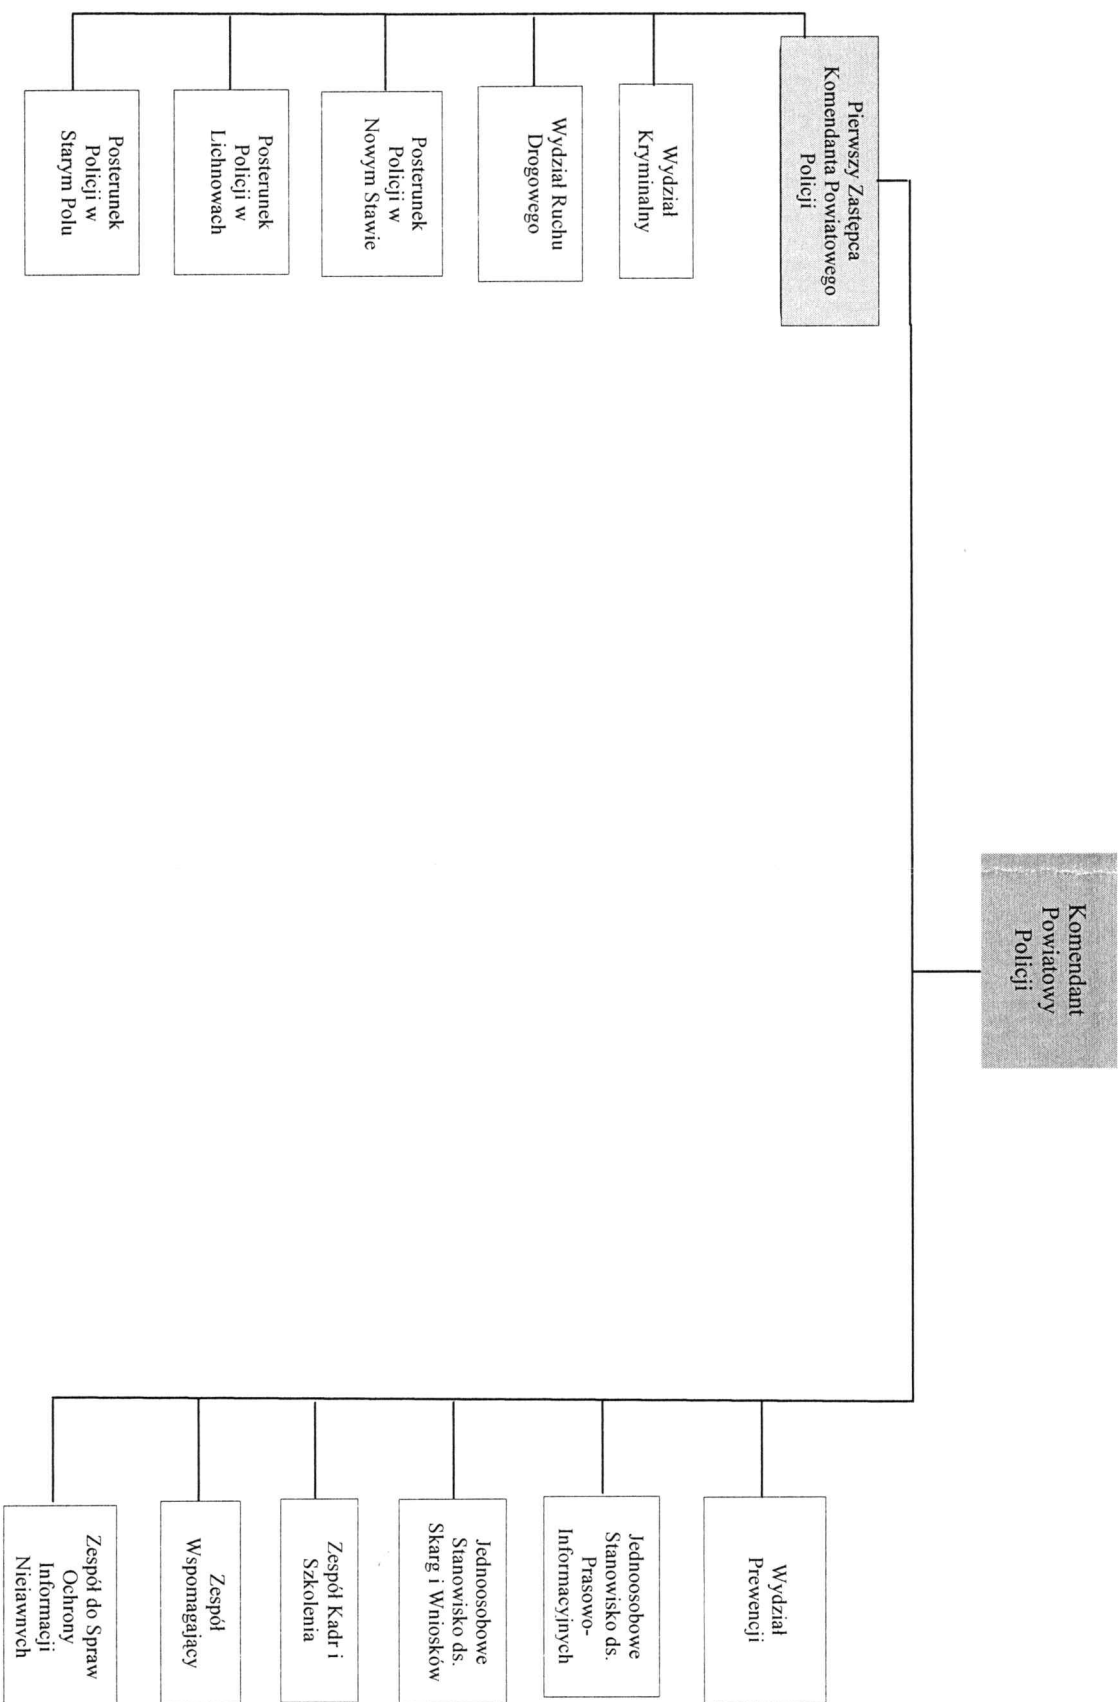 Komendant
Powiatowy
Policji
Pierwszy Zastępca
Komendanta Powiatowego
Policji
Wydział
Kryminalny
Wydział Ruchu
Drogowego
Posterunek
Policji w
Nowym Stawie
Posterunek
Policji w
Lichnowach
Posterunek
Policji w
Starym Polu
Wydział
Prewencji
Jednoosobowe
Stanowisko ds.
Prasowo-
Informacyjnych
Jednoosobowe
Stanowisko ds.
Skarg i Wniosków
Zespół Kadr i
Szkolenia
Zespół
Wspomagający
Zespół do Spraw
Ochrony
Informacji
Niejawnych